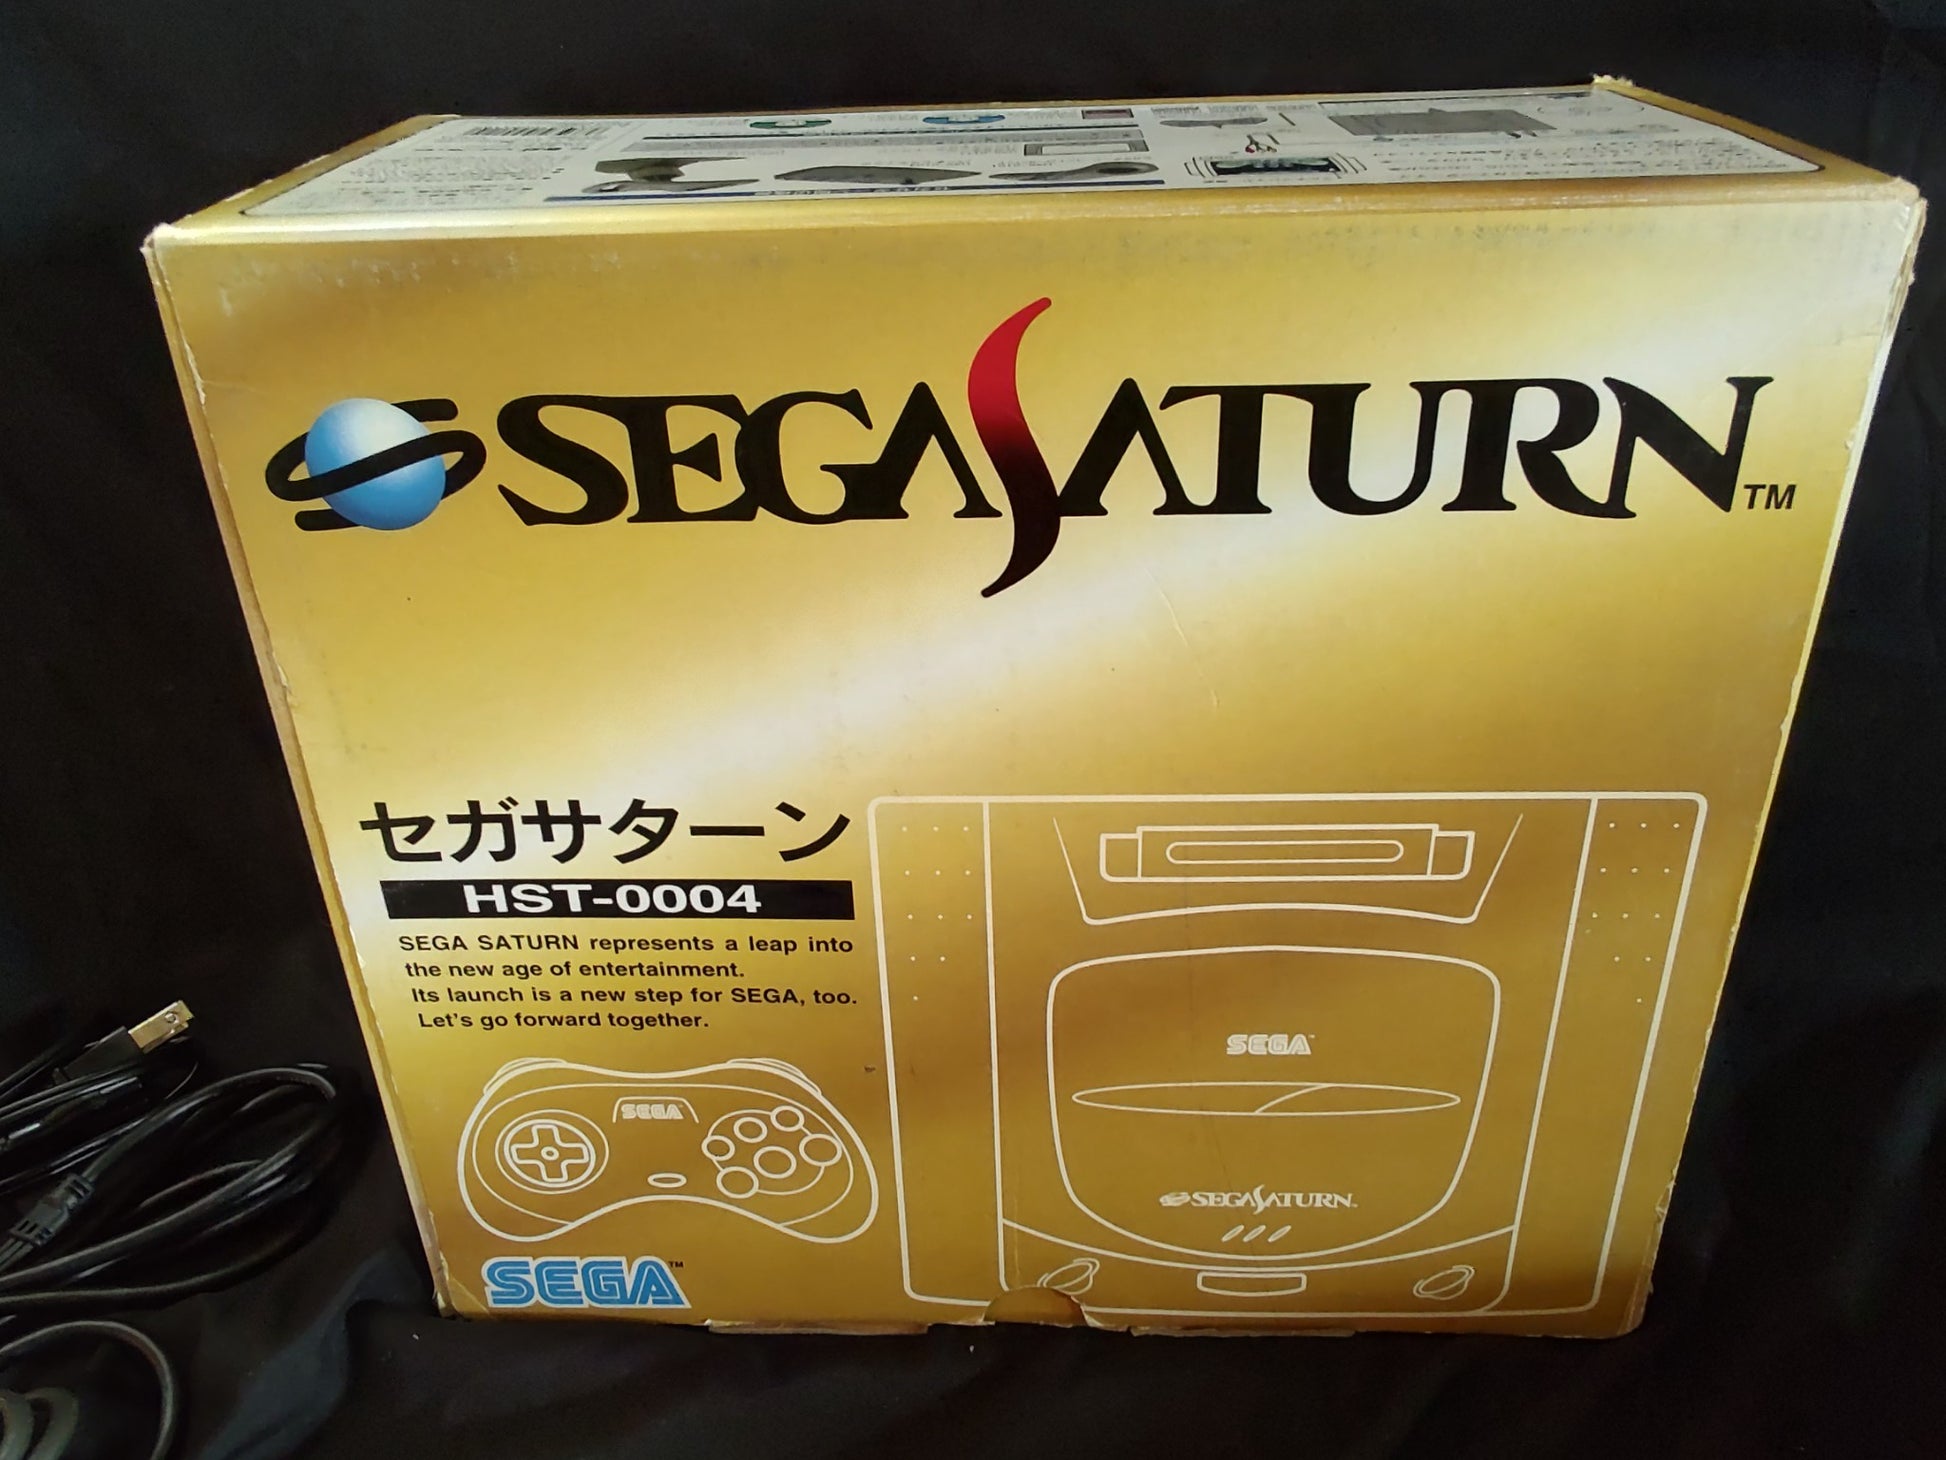 SEGA SATURN TM
セガサターン
HST-0004
SEGA SATURN represents a leap into
the new age of entertainment.
Its launch is a new step for SEGA, too.
Let's go forward together.
SEGA
SEGA
SEGA SATURN
SEGA TM